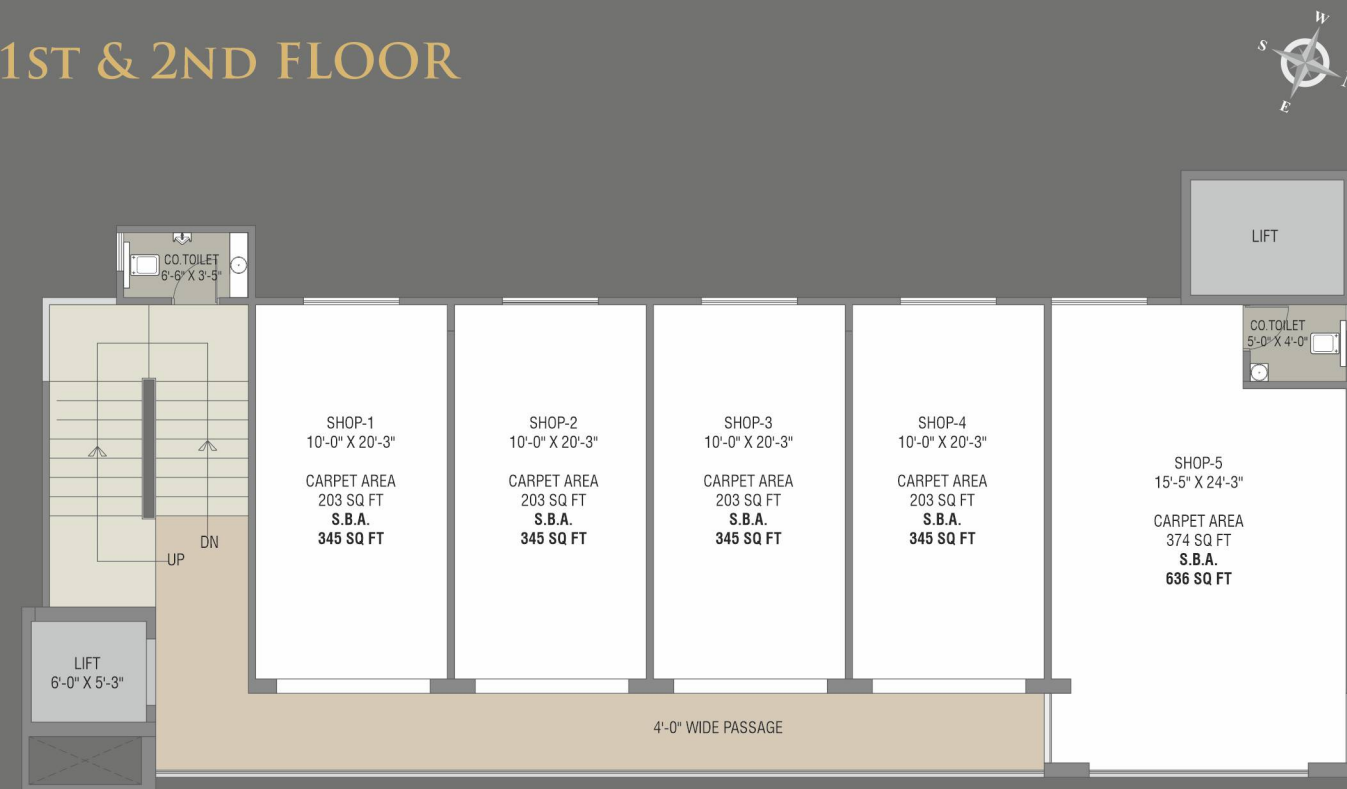 1ST & 2ND FLOOR
W
S
E
LIFT
CO.TOILET
6'-6" X 3'-5"
CO.TOILET
5'-0" X 4'-0"
SHOP-1
10'-0" X 20'-3"
CARPET AREA
203 SQ FT
S.B.A.
345 SQ FT
SHOP-2
10'-0" X 20'-3"
CARPET AREA
203 SQ FT
S.B.A.
345 SQ FT
SHOP-3
10'-0" X 20'-3"
CARPET AREA
203 SQ FT
S.B.A.
345 SQ FT
SHOP-4
10'-0" X 20'-3"
CARPET AREA
203 SQ FT
S.B.A.
345 SQ FT
SHOP-5
15'-5" X 24'-3"
CARPET AREA
374 SQ FT
S.B.A.
636 SQ FT
DN
UP
LIFT
6'-0" X 5'-3"
4'-0" WIDE PASSAGE